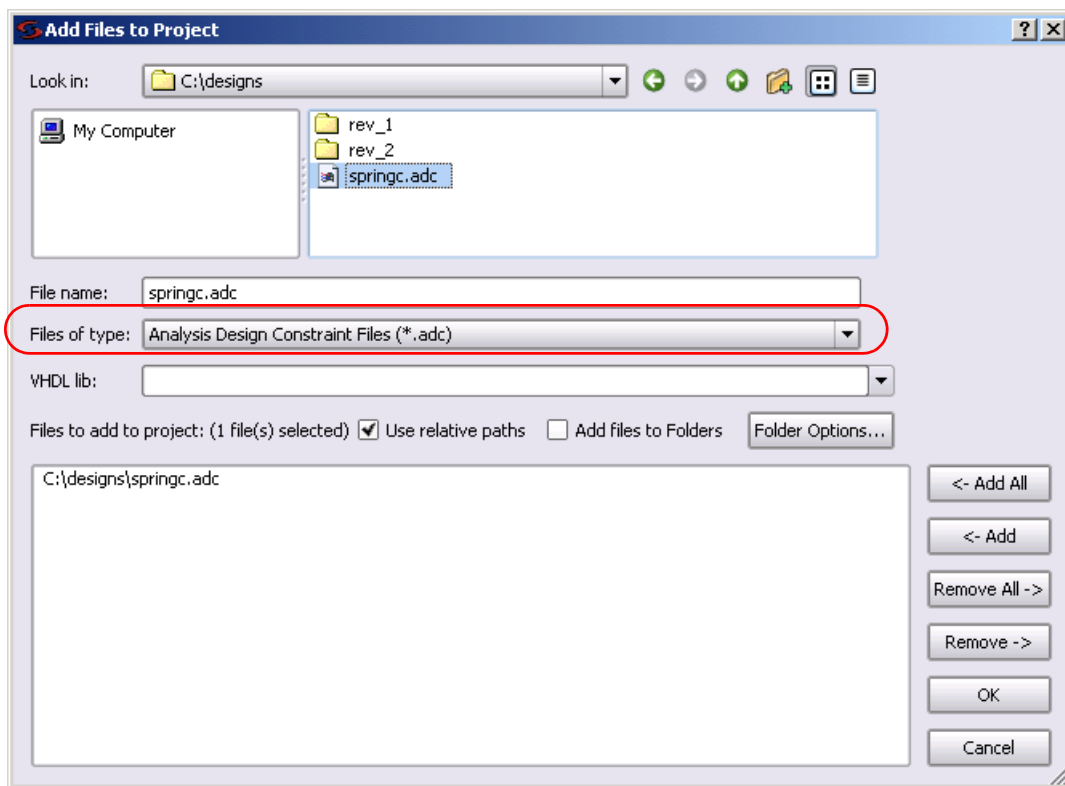 Add Files to Project
Look in: C:\designs
My Computer
rev_1
rev_2
springc.adc
File name: springc.adc
Files of type: Analysis Design Constraint Files (*.adc)
VHDL lib:
Files to add to project: (1 file(s) selected) Use relative paths Add files to Folders Folder Options...
C:\designs\springc.adc
<- Add All
<- Add
Remove All ->
Remove ->
OK
Cancel